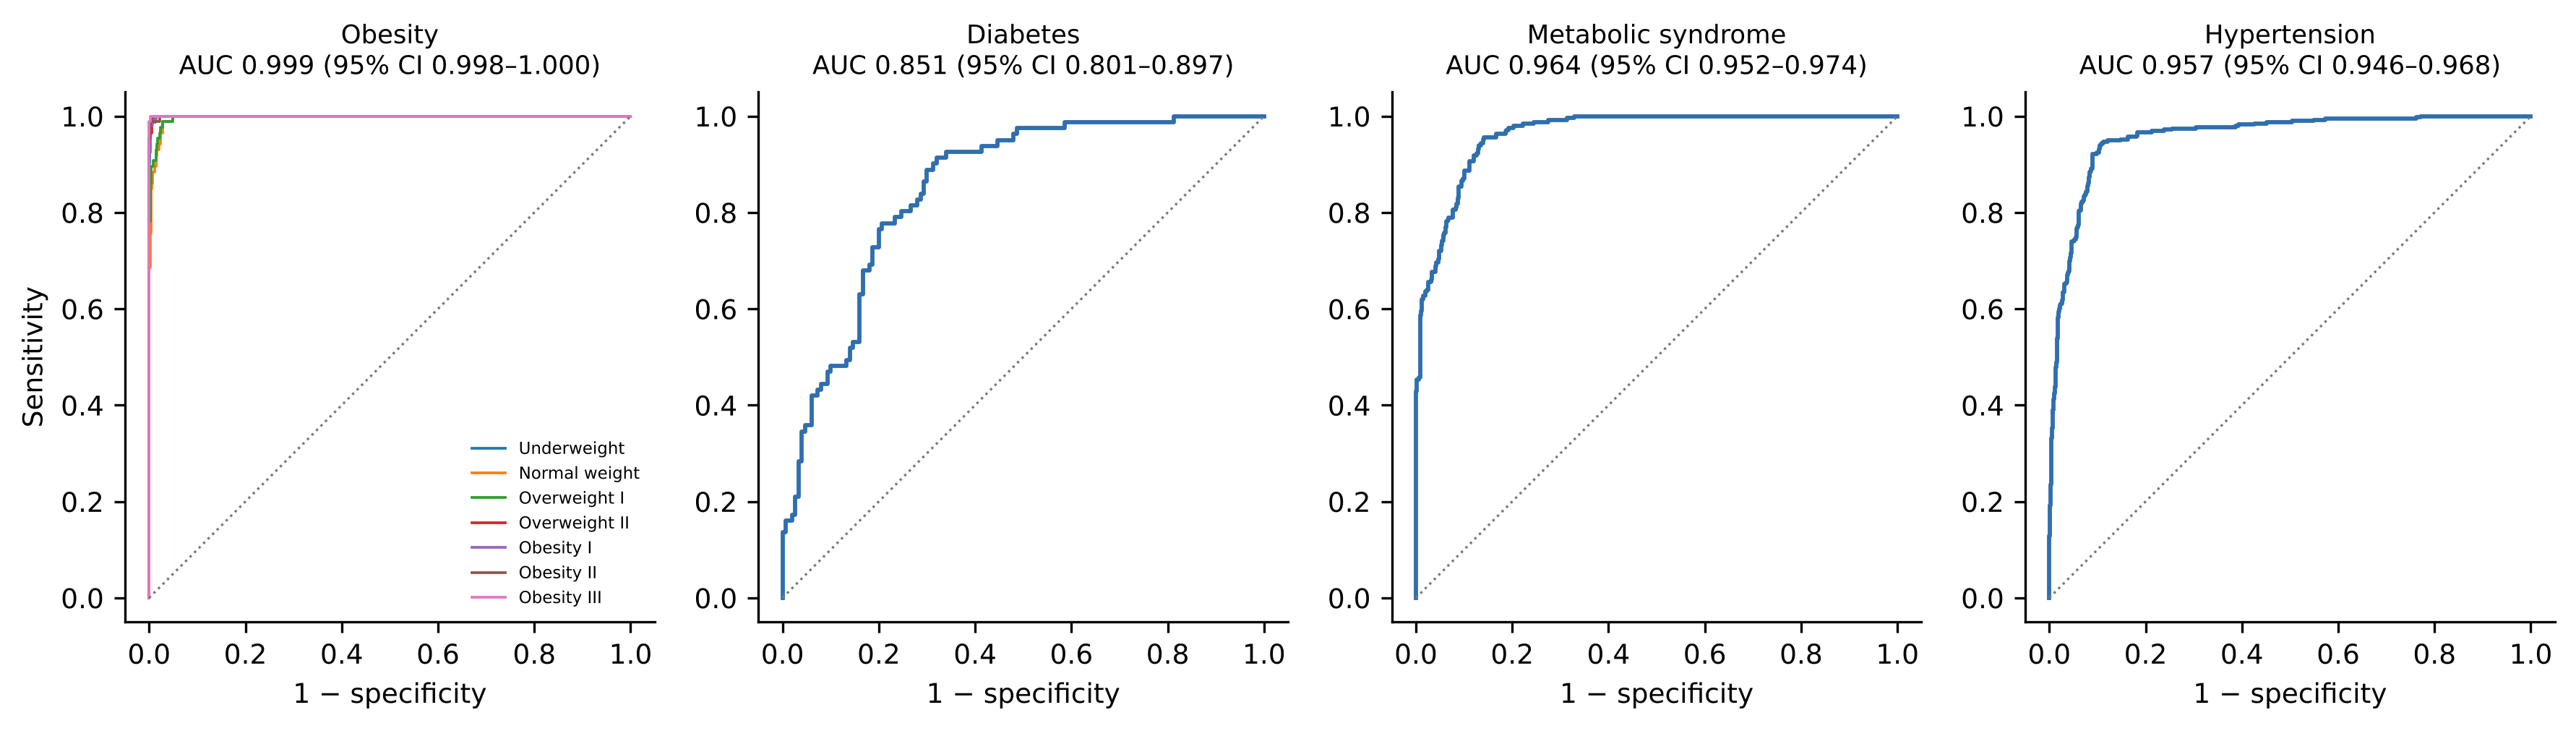 Obesity
AUC 0.999 (95% CI 0.998–1.000)
Sensitivity
1.0
0.8
0.6
0.4
0.2
0.0
Underweight
Normal weight
Overweight I
Overweight II
Obesity I
Obesity II
Obesity III
0.0 0.2 0.4 0.6 0.8 1.0
1 − specificity
Diabetes
AUC 0.851 (95% CI 0.801–0.897)
1.0
0.8
0.6
0.4
0.2
0.0
0.0 0.2 0.4 0.6 0.8 1.0
1 − specificity
Metabolic syndrome
AUC 0.964 (95% CI 0.952–0.974)
1.0
0.8
0.6
0.4
0.2
0.0
0.0 0.2 0.4 0.6 0.8 1.0
1 − specificity
Hypertension
AUC 0.957 (95% CI 0.946–0.968)
1.0
0.8
0.6
0.4
0.2
0.0
0.0 0.2 0.4 0.6 0.8 1.0
1 − specificity